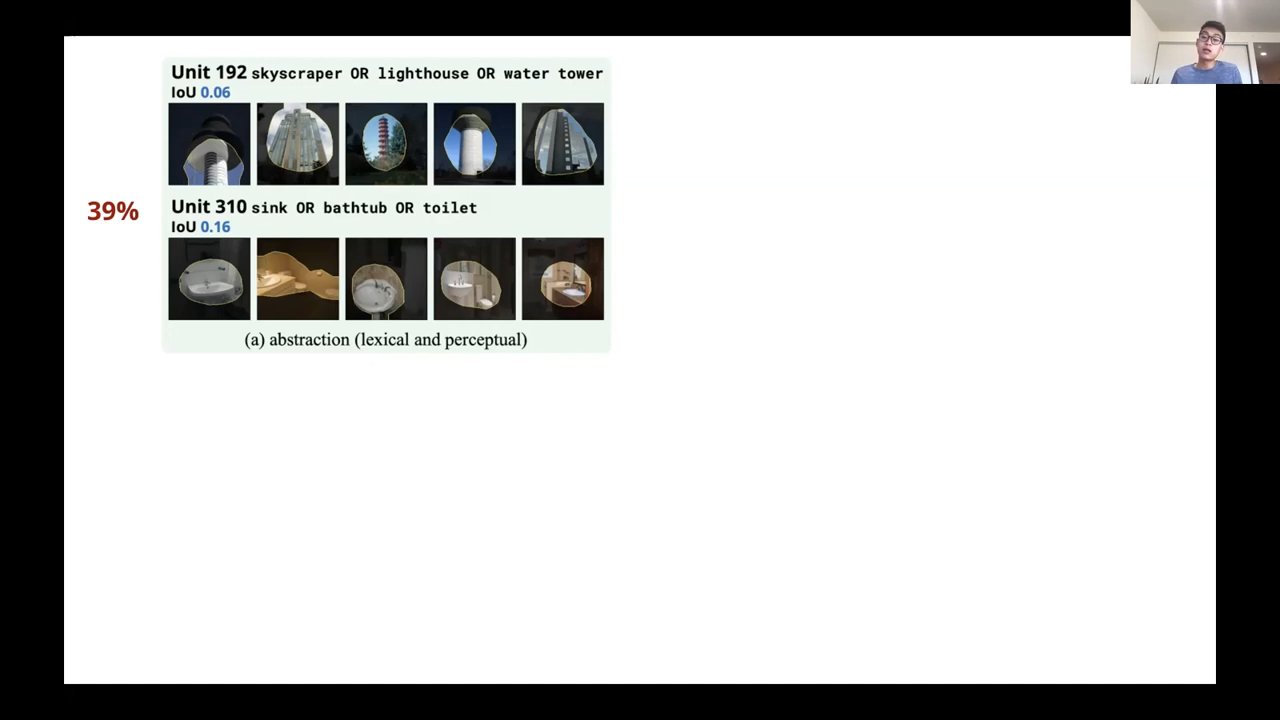 Unit 192 skyscraper OR lighthouse OR water tower
IoU 0.06
39%
Unit 310 sink OR bathtub OR toilet
IoU 0.16
(a) abstraction (lexical and perceptual)